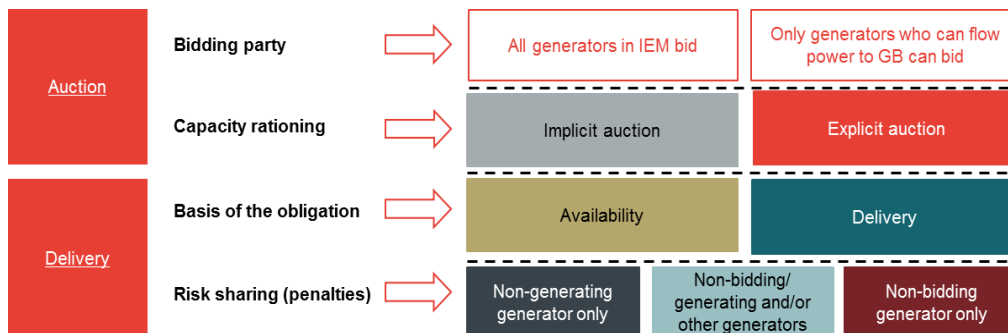 Auction
Bidding party
All generators in IEM bid
Only generators who can flow
power to GB can bid
Capacity rationing
Implicit auction
Explicit auction
Delivery
Basis of the obligation
Availability
Delivery
Risk sharing (penalties)
Non-generating
generator only
Non-bidding/
generating and/or
other generators
Non-bidding
generator only